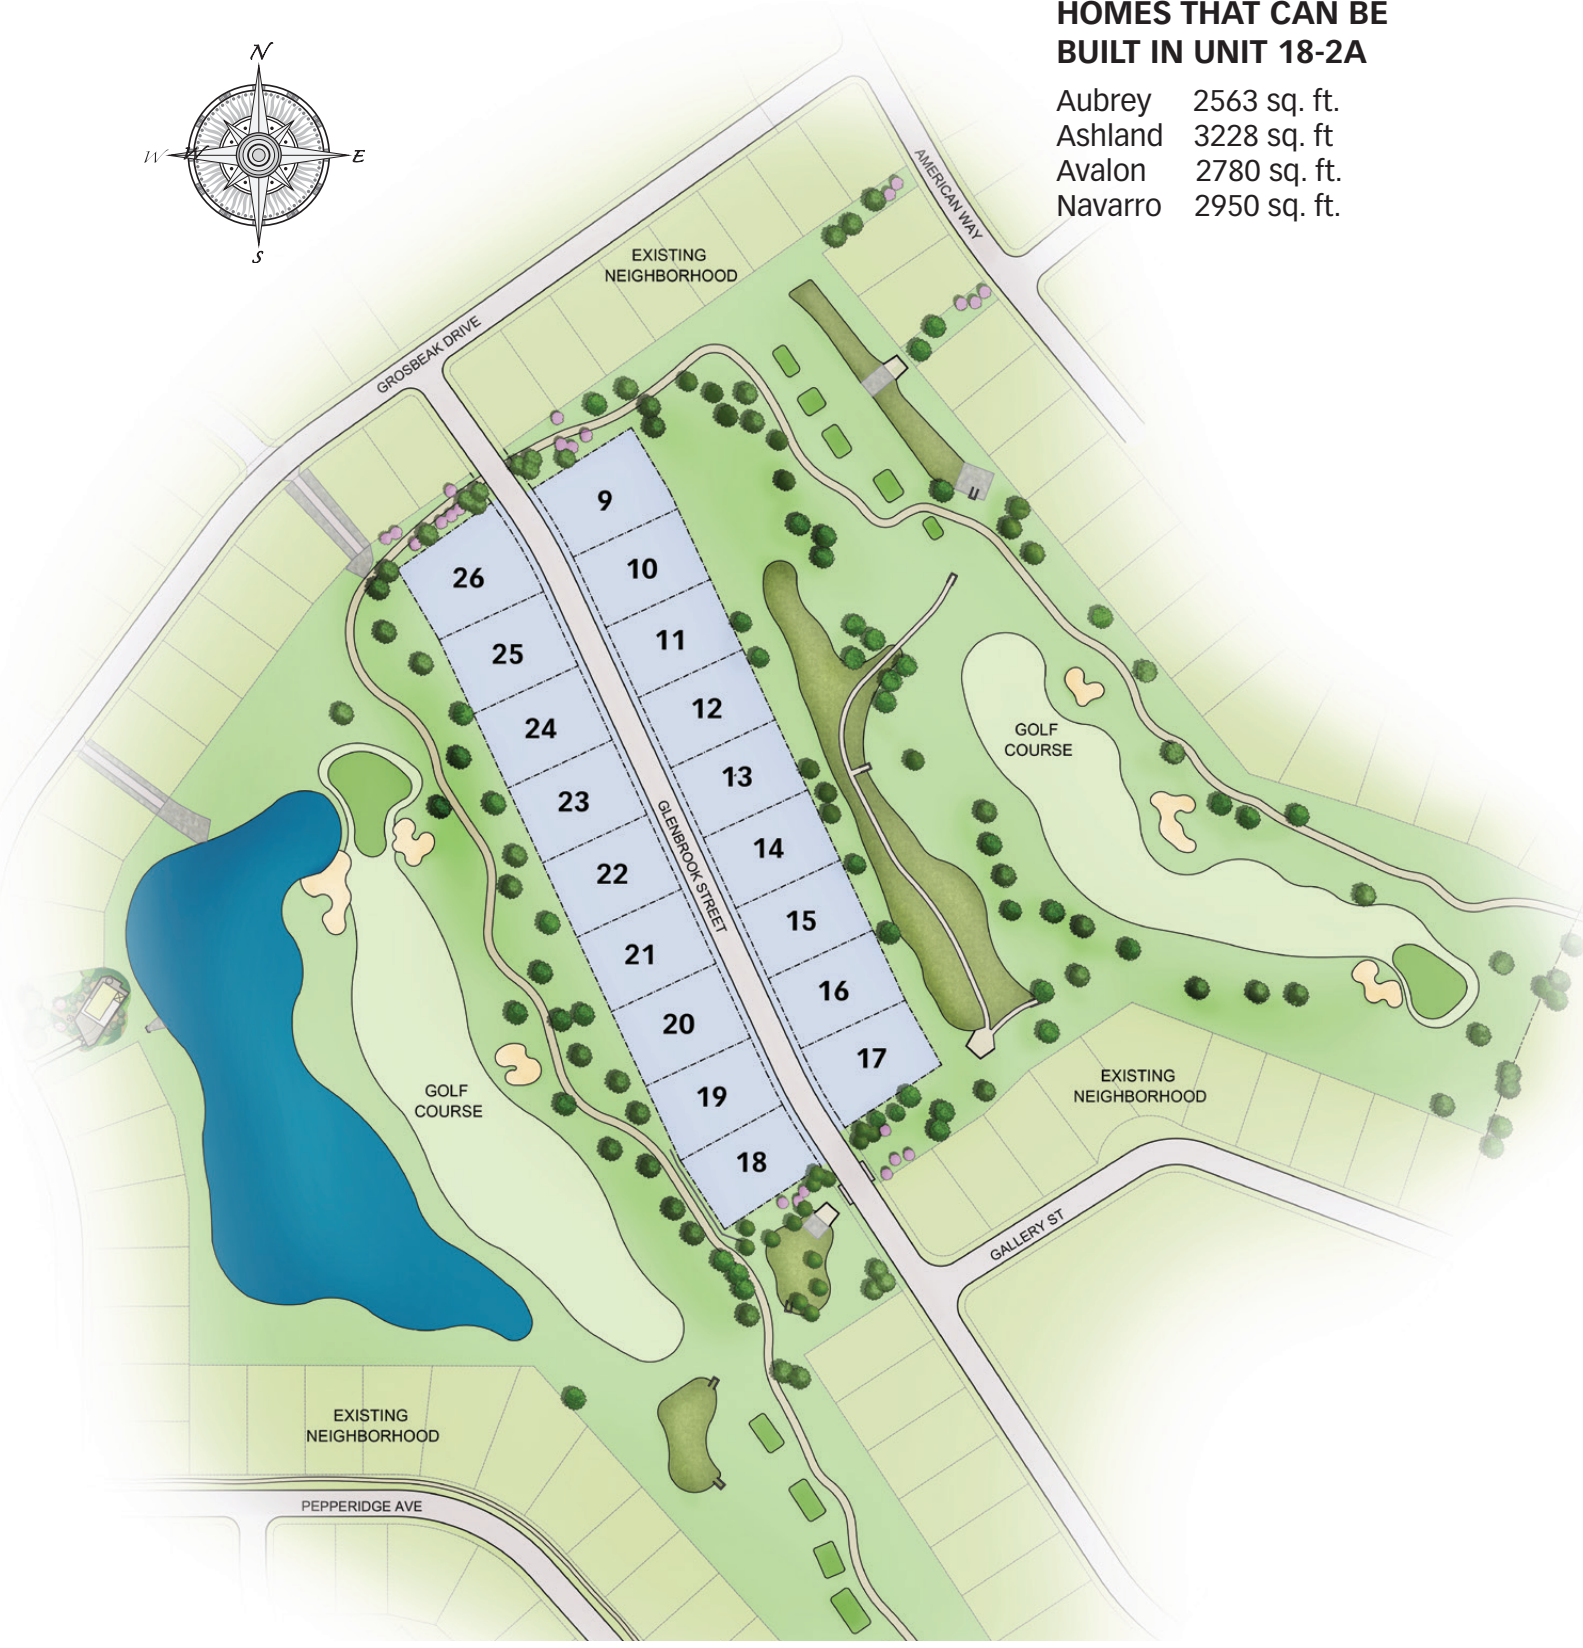 HOMES THAT CAN BE
BUILT IN UNIT 18-2A
Aubrey 2563 sq. ft.
Ashland 3228 sq. ft
Avalon 2780 sq. ft.
Navarro 2950 sq. ft.
N
W
W
E
S
AMERICAN WAY
EXISTING
NEIGHBORHOOD
GROSBEAK DRIVE
9
10
11
12
13
14
15
16
17
26
25
24
23
22
21
20
19
18
GLENBROOK STREET
GOLF
COURSE
GOLF
COURSE
EXISTING
NEIGHBORHOOD
GALLERY ST
EXISTING
NEIGHBORHOOD
PEPPERIDGE AVE